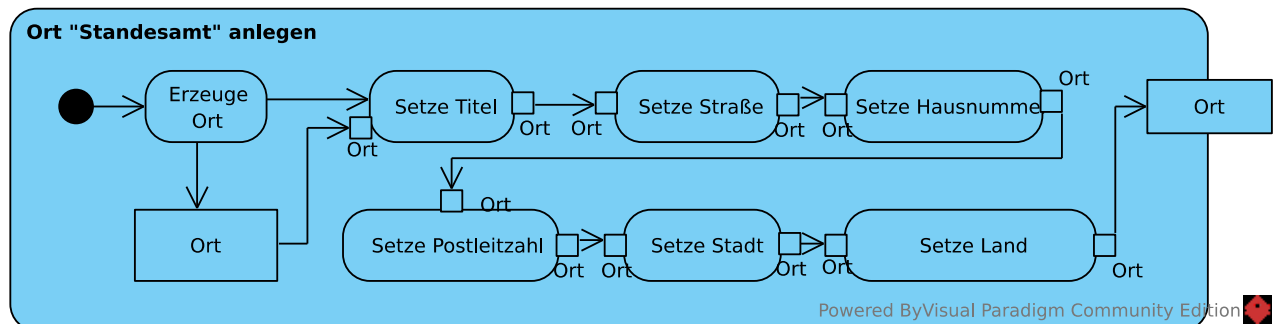 Ort "Standesamt" anlegen
Erzeuge
Ort
Setze Titel
Ort
Ort
Ort
Setze Straße
Ort
Ort
Setze Hausnumme
Ort
Ort
Ort
Ort
Setze Postleitzahl
Ort
Ort
Setze Stadt
Ort
Ort
Setze Land
Ort
Powered ByVisual Paradigm Community Edition